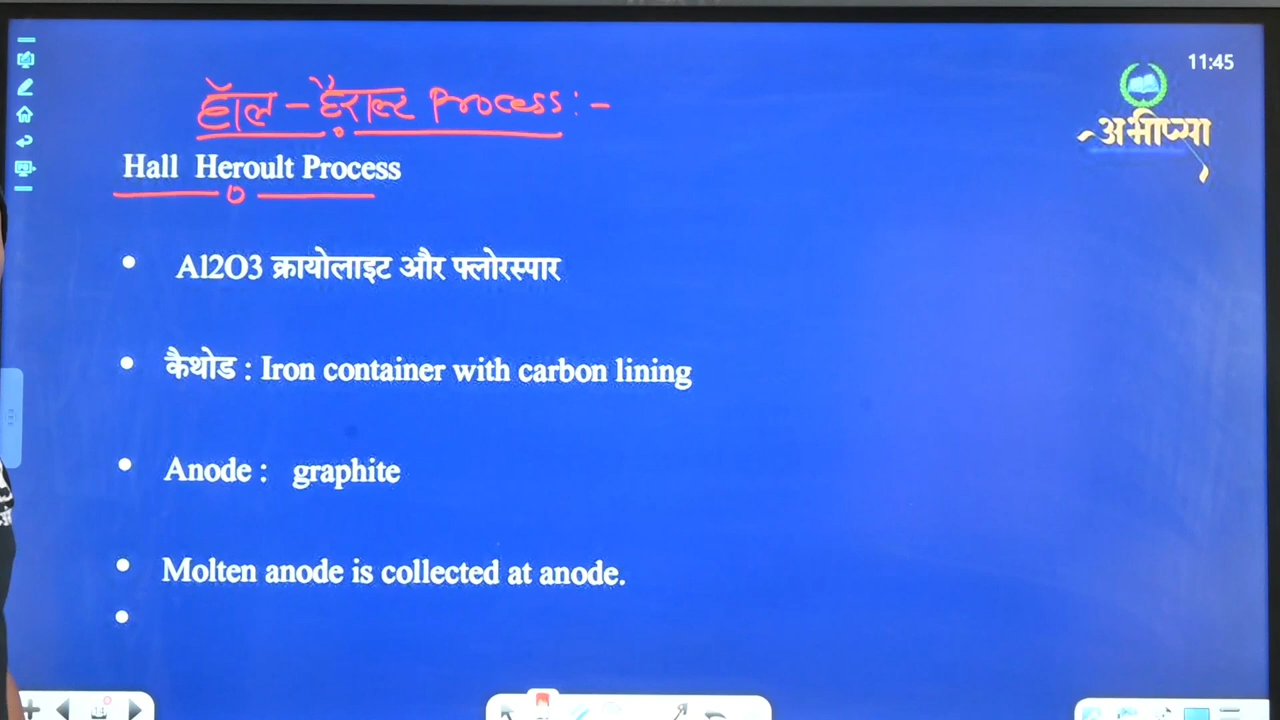 11:45
अभीप्सा
हॉल - हैराल्ट Process :-
Hall Heroult Process
• Al2O3 क्रायोलाइट और फ्लोरस्पार
• कैथोड : Iron container with carbon lining
• Anode : graphite
• Molten anode is collected at anode.
•